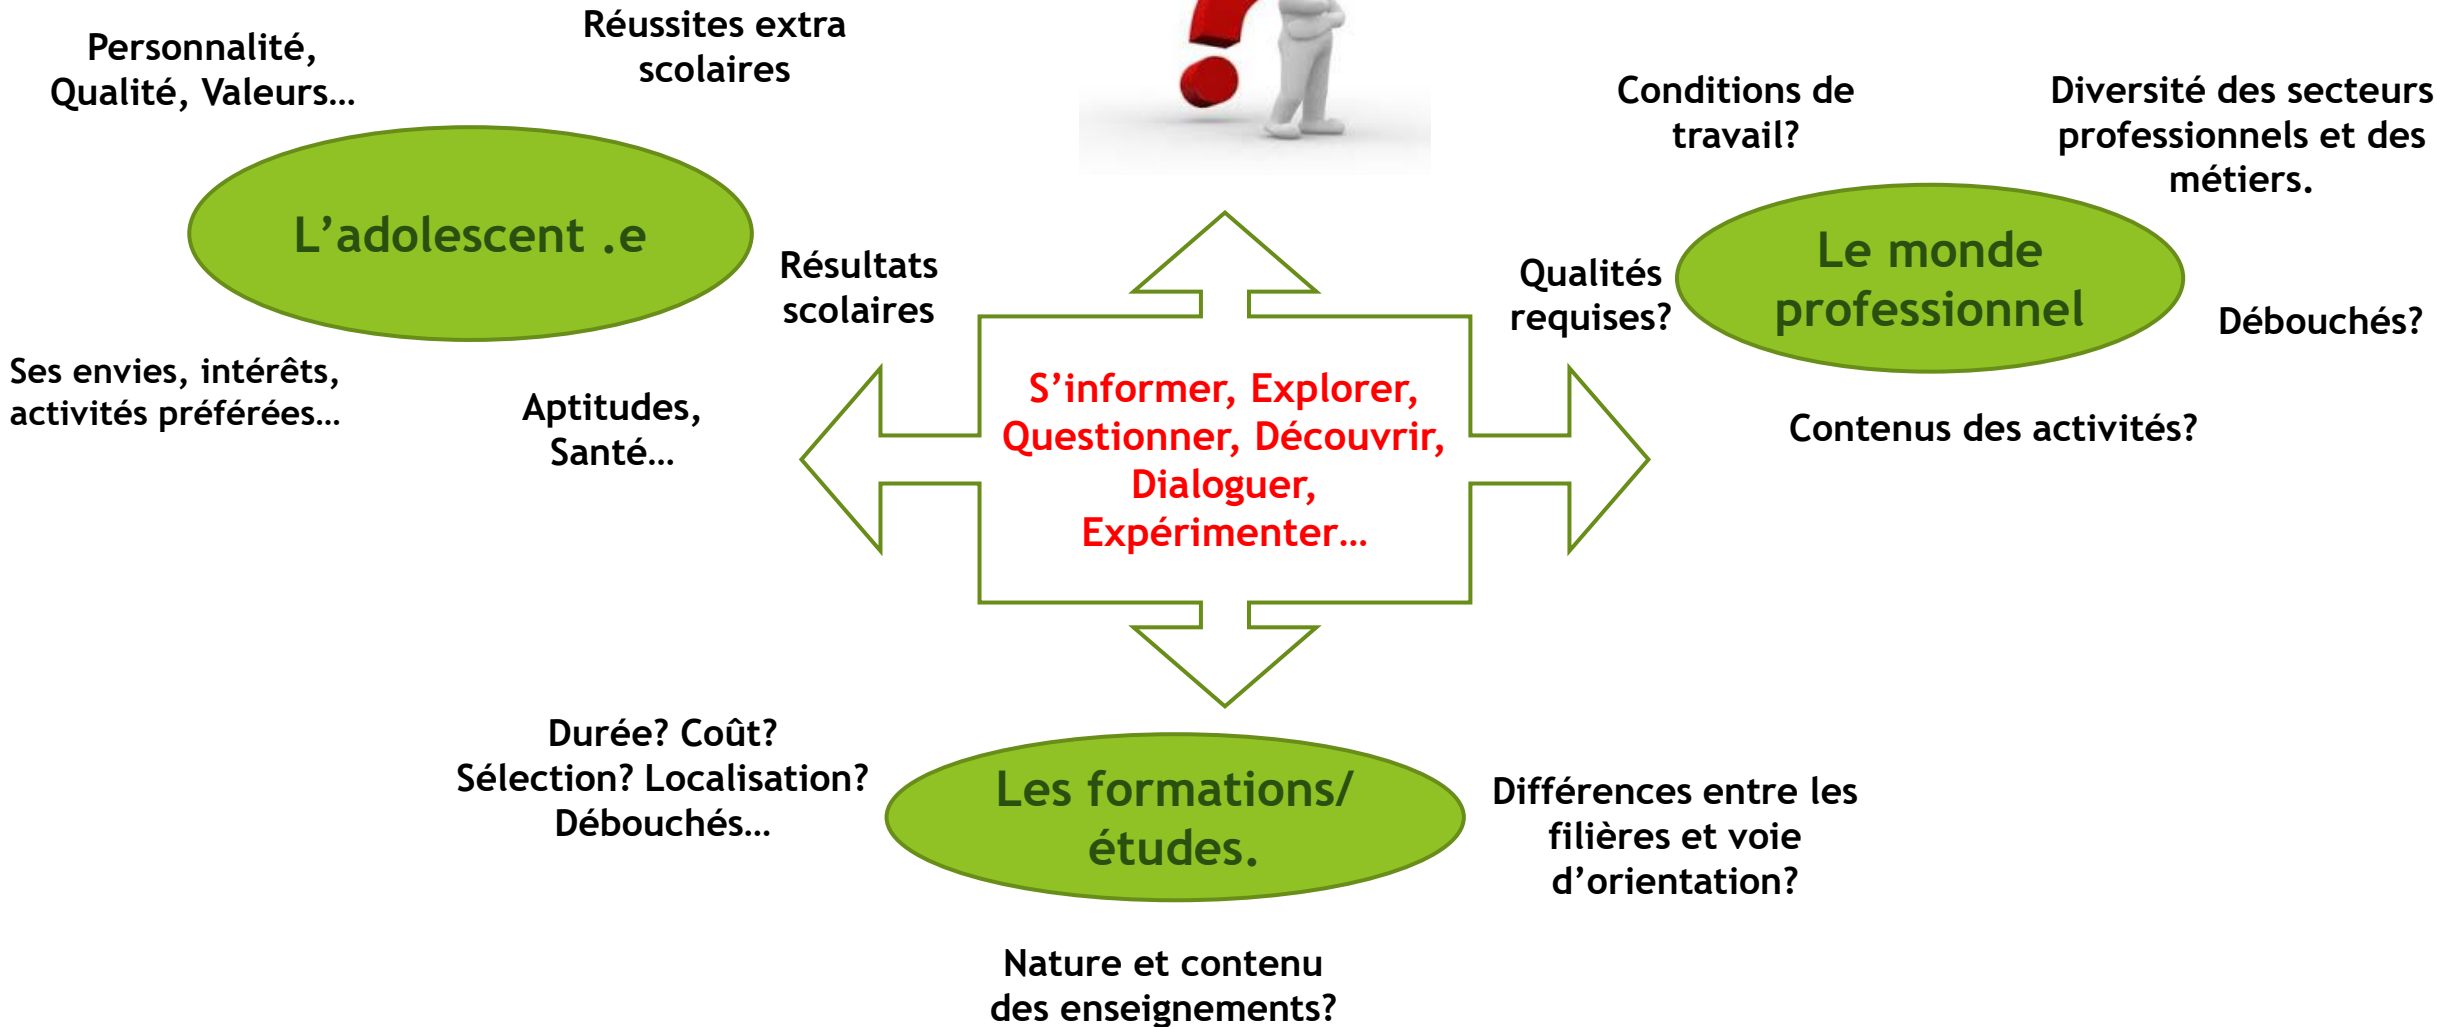 Personnalité,
Qualité, Valeurs…
Réussites extra
scolaires
L’adolescent .e
Résultats
scolaires
Ses envies, intérêts,
activités préférées…
Aptitudes,
Santé…
Conditions de
travail?
Diversité des secteurs
professionnels et des
métiers.
Qualités
requises?
Le monde
professionnel
Débouchés?
Contenus des activités?
S’informer, Explorer,
Questionner, Découvrir,
Dialoguer,
Expérimenter…
Durée? Coût?
Sélection? Localisation?
Débouchés…
Les formations/
études.
Différences entre les
filières et voie
d’orientation?
Nature et contenu
des enseignements?